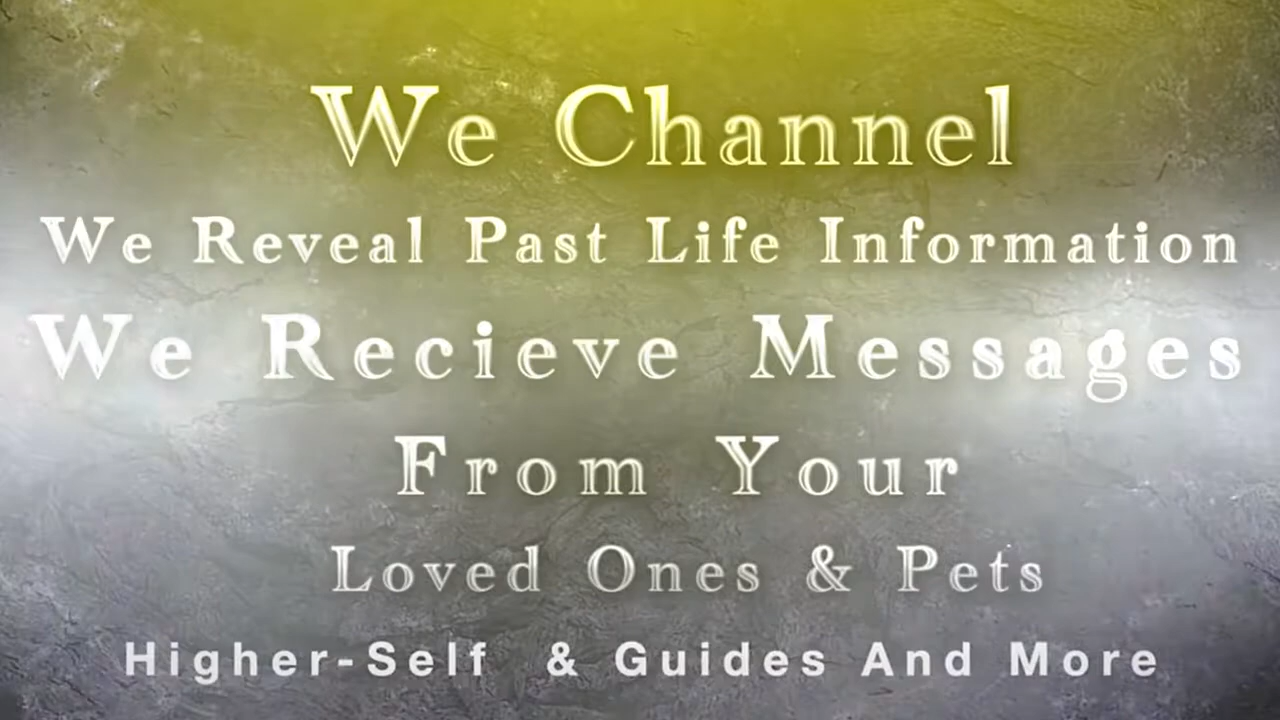 We Channel
We Reveal Past Life Information
We Recieve Messages
From Your
Loved Ones & Pets
Higher-Self & Guides And More